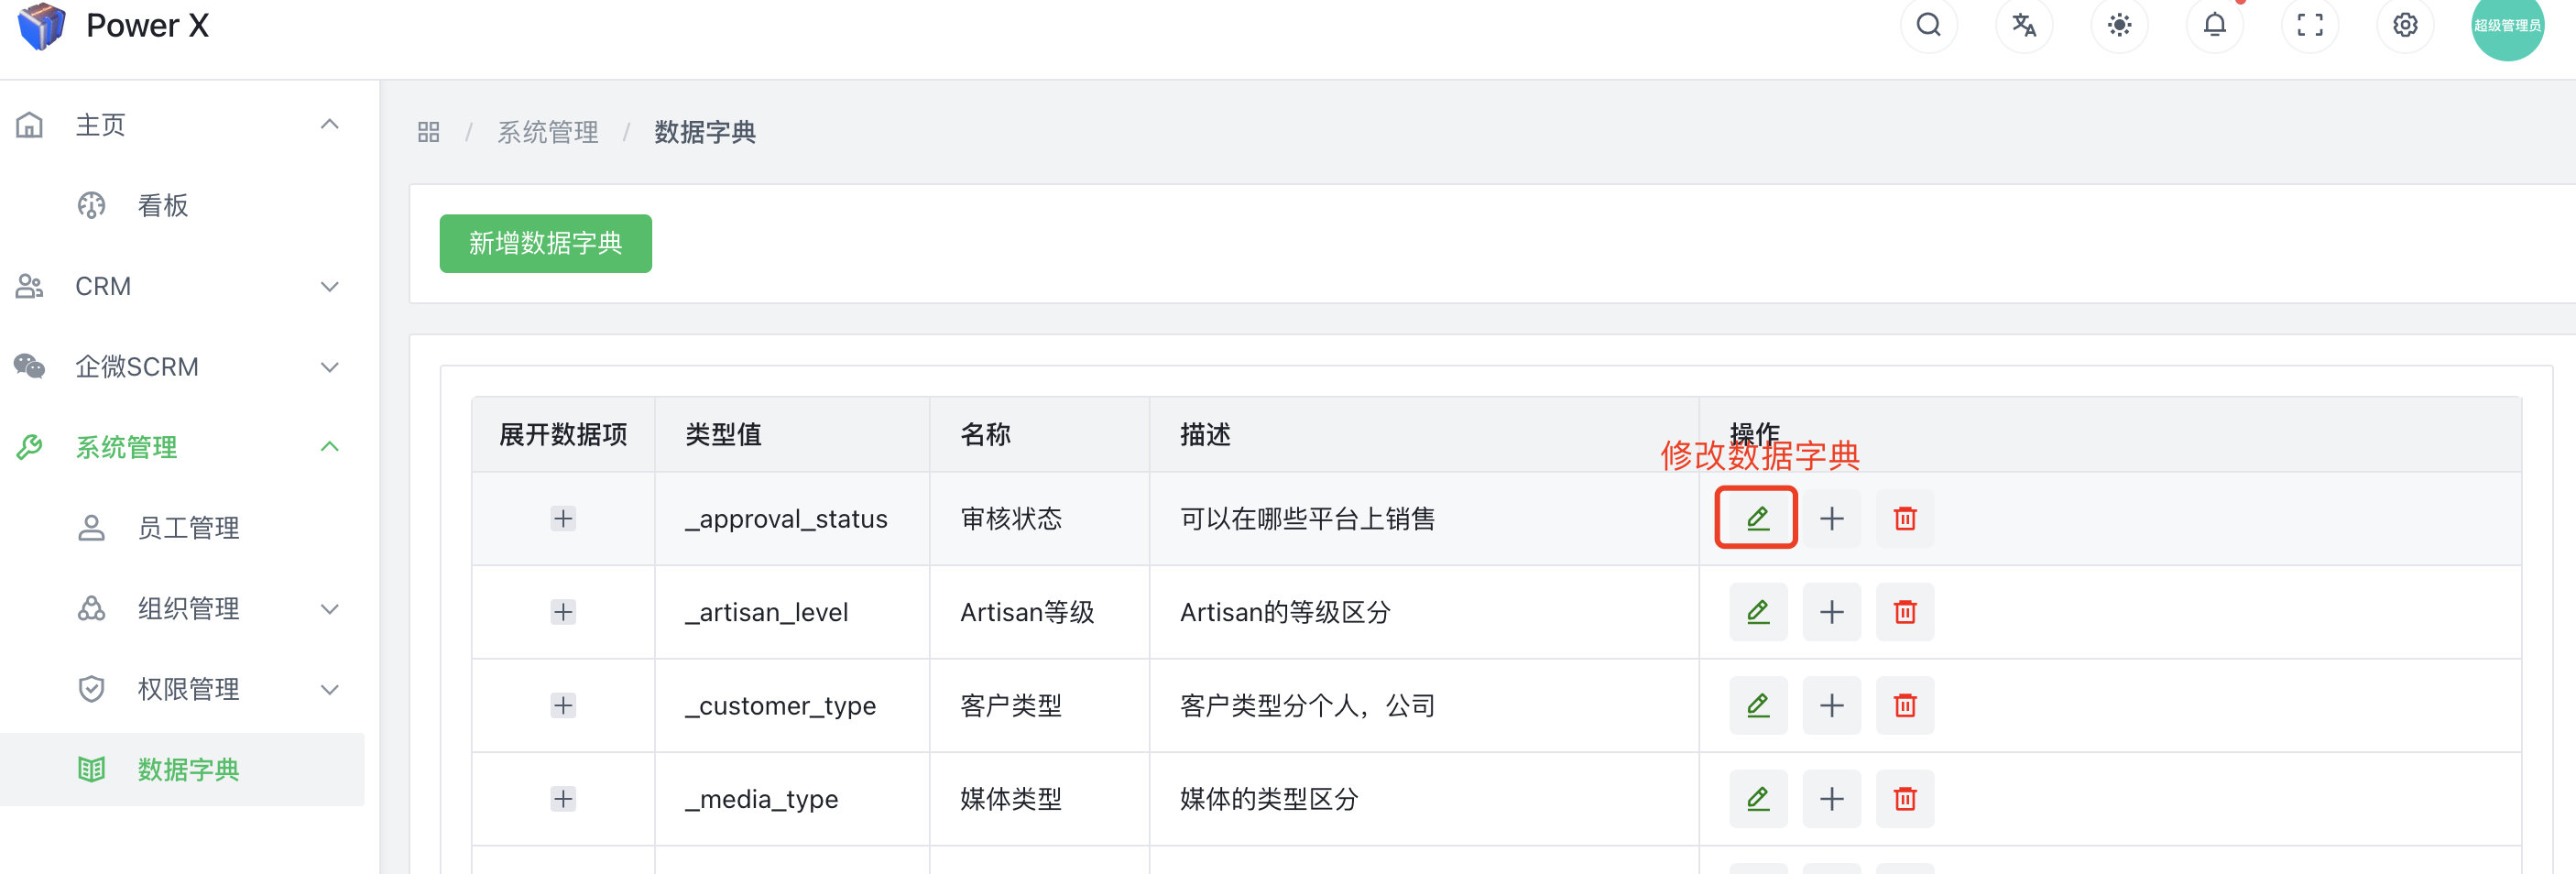 Power X
超级管理员
主页
看板
CRM
企微SCRM
系统管理
员工管理
组织管理
权限管理
数据字典
/ 系统管理 / 数据字典
新增数据字典
展开数据项 类型值 名称 描述 操作
修改数据字典
_approval_status 审核状态 可以在哪些平台上销售
_artisan_level Artisan等级 Artisan的等级区分
_customer_type 客户类型 客户类型分个人，公司
_media_type 媒体类型 媒体的类型区分